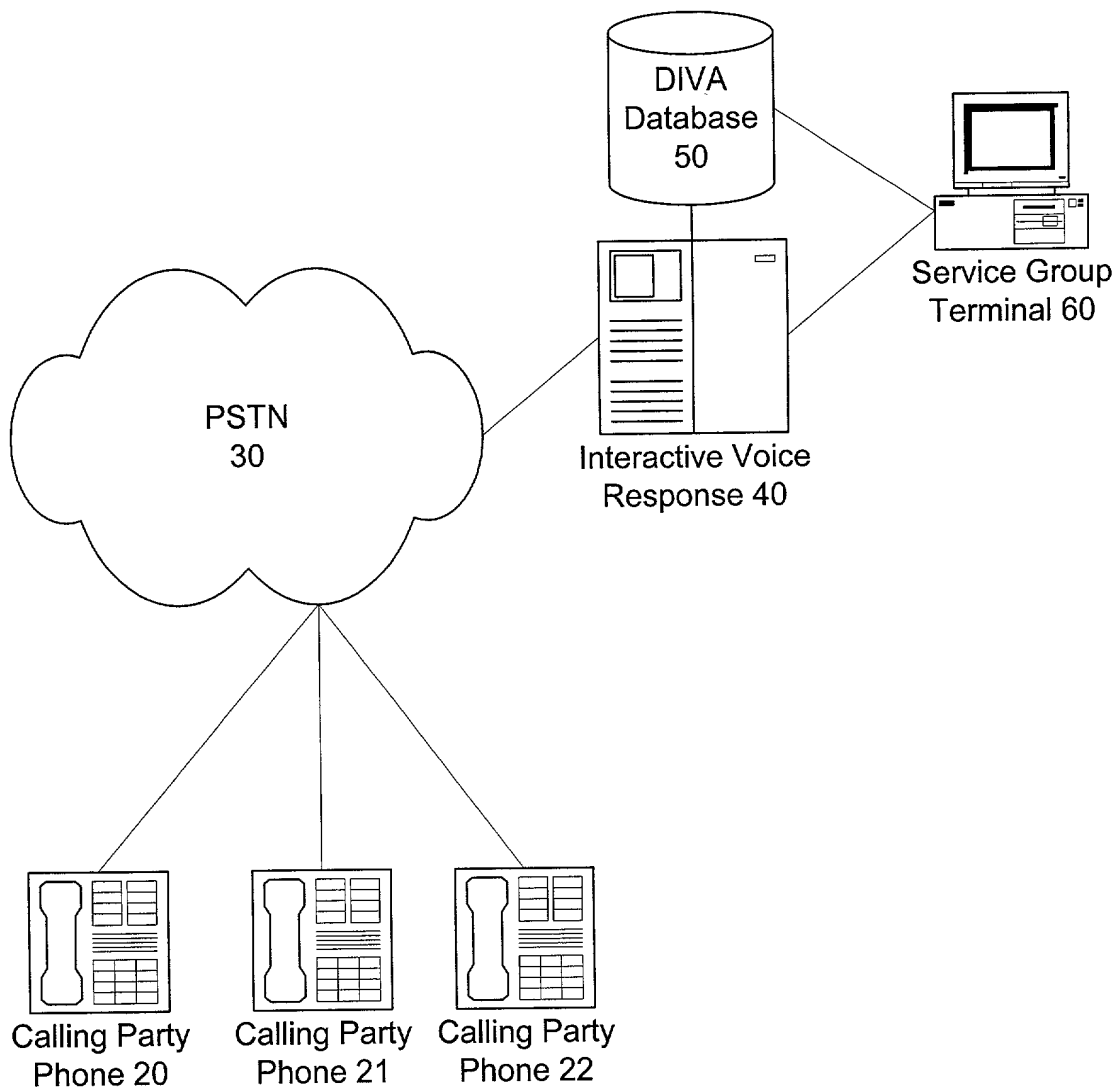 DIVA
Database
50
Service Group
Terminal 60
PSTN
30
Interactive Voice
Response 40
Calling Party
Phone 20
Calling Party
Phone 21
Calling Party
Phone 22